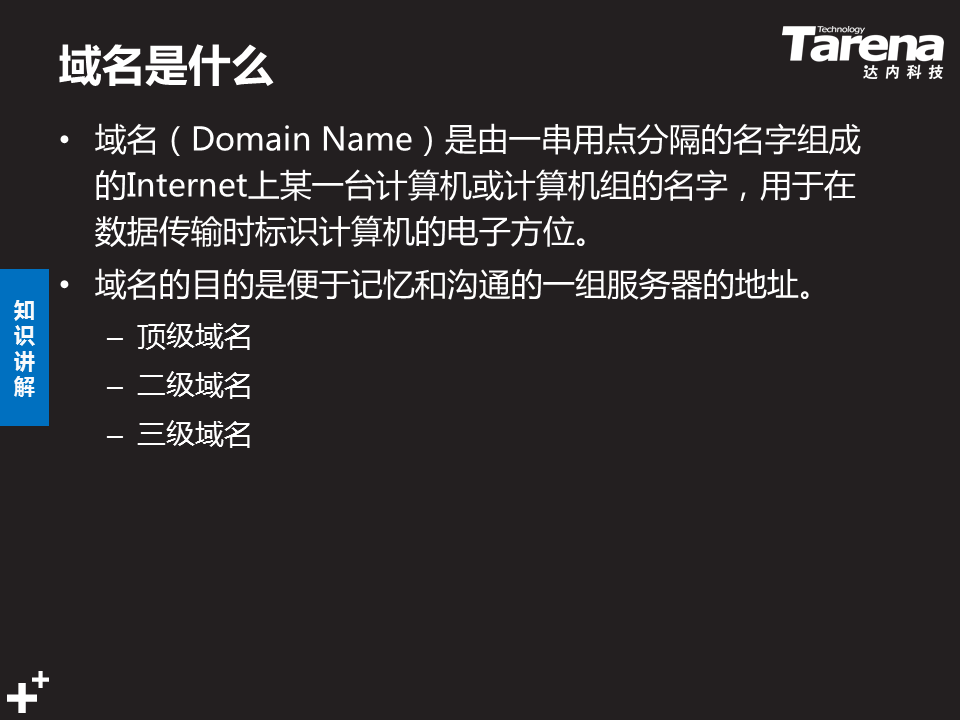 域名是什么
Technology
Tarena
达内科技
• 域名（Domain Name）是由一串用点分隔的名字组成
的Internet上某一台计算机或计算机组的名字，用于在
数据传输时标识计算机的电子方位。
• 域名的目的是便于记忆和沟通的一组服务器的地址。
– 顶级域名
– 二级域名
– 三级域名
知
识
讲
解